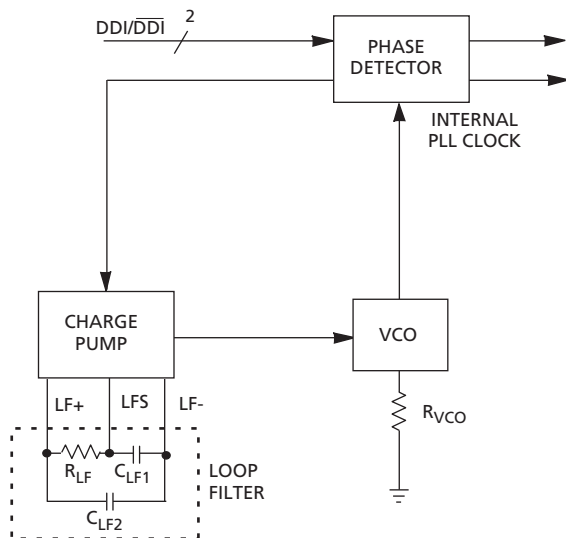 DDI/D̅D̅I̅
2
PHASE
DETECTOR
INTERNAL
PLL CLOCK
CHARGE
PUMP
VCO
LF+
LFS
LF-
RVCO
RLF
CLF1
LOOP
FILTER
CLF2